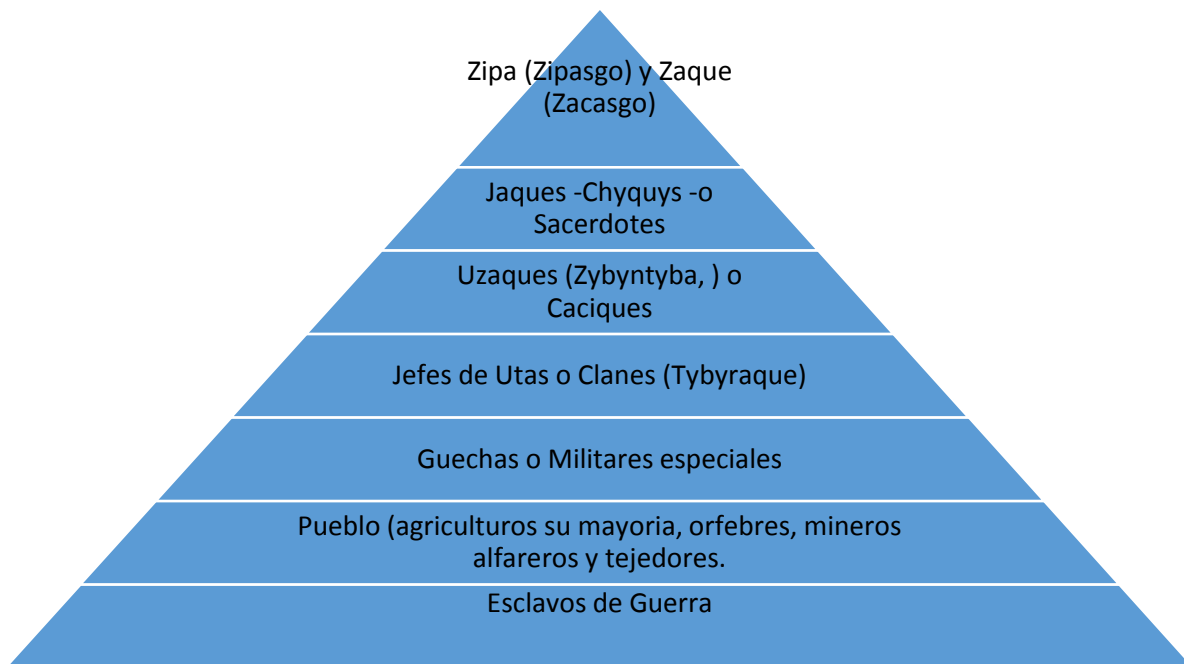 Zipa (Zipasgo) y Zaque
(Zacasgo)
Jaques -Chyquys -o
Sacerdotes
Uzaques (Zybyntyba, ) o
Caciques
Jefes de Utas o Clanes (Tybyraque)
Guechas o Militares especiales
Pueblo (agriculturos su mayoria, orfebres, mineros
alfareros y tejedores.
Esclavos de Guerra